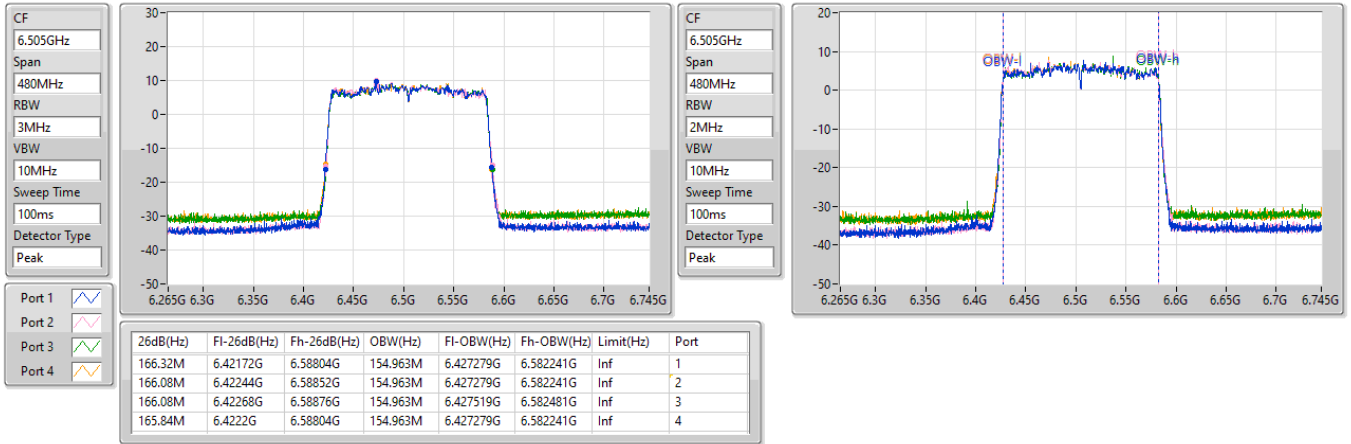 CF
6.505GHz
Span
480MHz
RBW
3MHz
VBW
10MHz
Sweep Time
100ms
Detector Type
Peak
30
20
10
0
-10
-20
-30
-40
-50
6.265G 6.3G 6.35G 6.4G 6.45G 6.5G 6.55G 6.6G 6.65G 6.7G 6.745G
CF
6.505GHz
Span
480MHz
RBW
2MHz
VBW
10MHz
Sweep Time
100ms
Detector Type
Peak
20
10
0
-10
-20
-30
-40
-50
OBW-l OBW-h
6.265G 6.3G 6.35G 6.4G 6.45G 6.5G 6.55G 6.6G 6.65G 6.7G 6.745G
Port 1
Port 2
Port 3
Port 4
26dB(Hz) Fl-26dB(Hz) Fh-26dB(Hz) OBW(Hz) Fl-OBW(Hz) Fh-OBW(Hz) Limit(Hz) Port
166.32M 6.42172G 6.58804G 154.963M 6.427279G 6.582241G Inf 1
166.08M 6.42244G 6.58852G 154.963M 6.427279G 6.582241G Inf 2
166.08M 6.42268G 6.58876G 154.963M 6.427519G 6.582481G Inf 3
165.84M 6.4222G 6.58804G 154.963M 6.427279G 6.582241G Inf 4